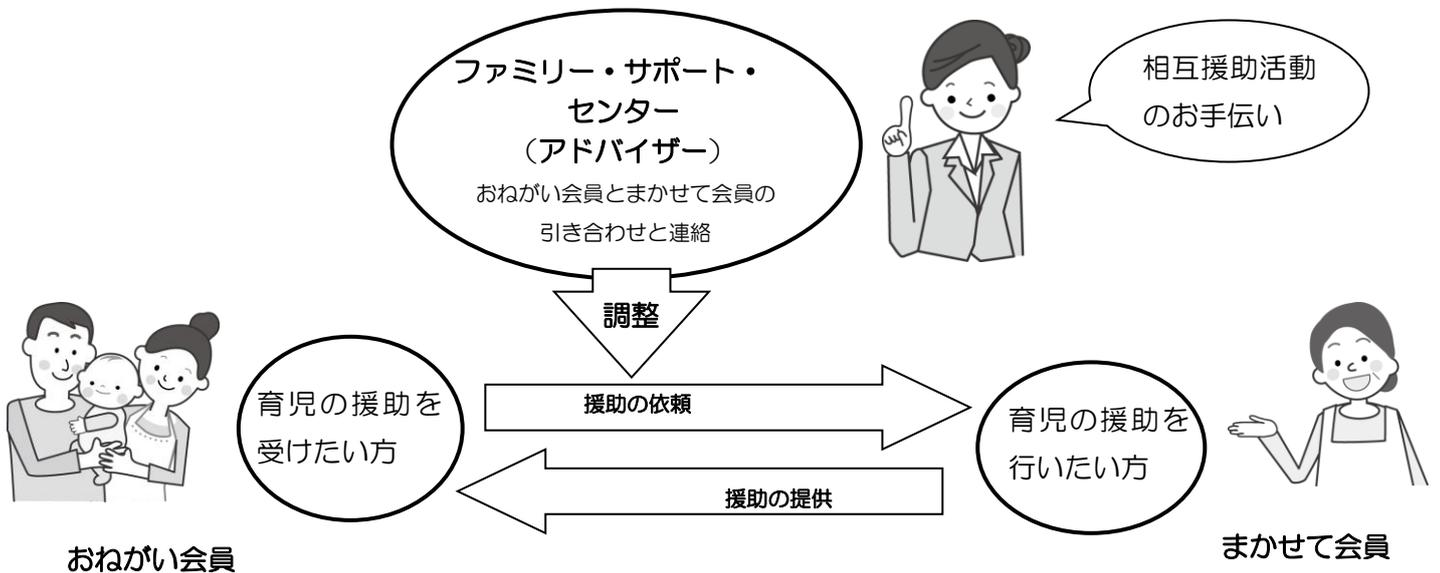 ファミリー・サポート・
センター
（アドバイザー）
おねがい会員とまかせて会員の
引き合わせと連絡
相互援助活動
のお手伝い
調整
育児の援助を
受けたい方
援助の依頼
育児の援助を
行いたい方
援助の提供
おねがい会員
まかせて会員